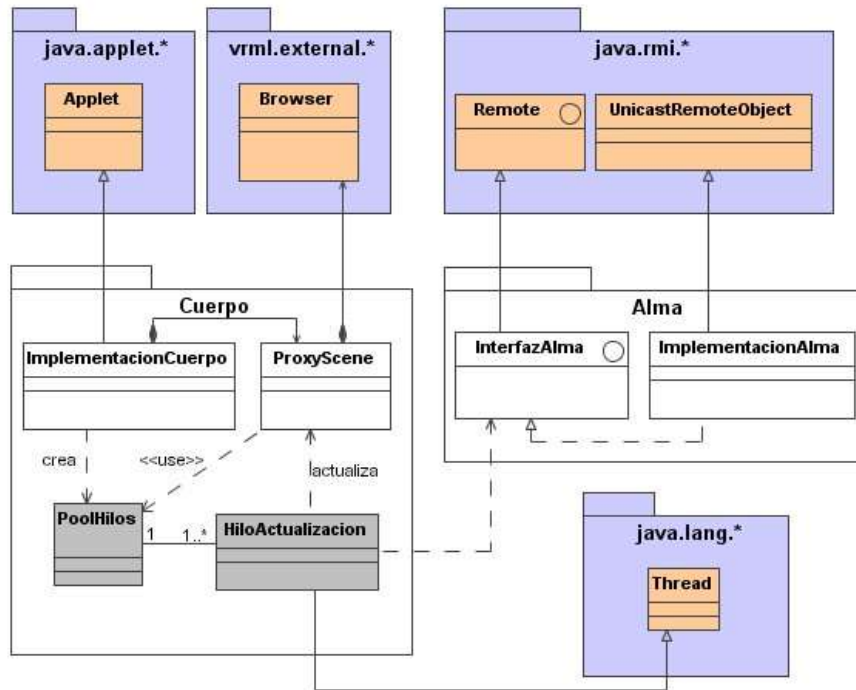 java.applet.*
vrml.external.*
java.rmi.*
Applet
Browser
Remote
UnicastRemoteObject
Cuerpo
Alma
ImplementacionCuerpo
ProxyScene
InterfazAlma
ImplementacionAlma
crea
<<use>>
actualiza
PoolHilos
1
1..*
HiloActualizacion
java.lang.*
Thread